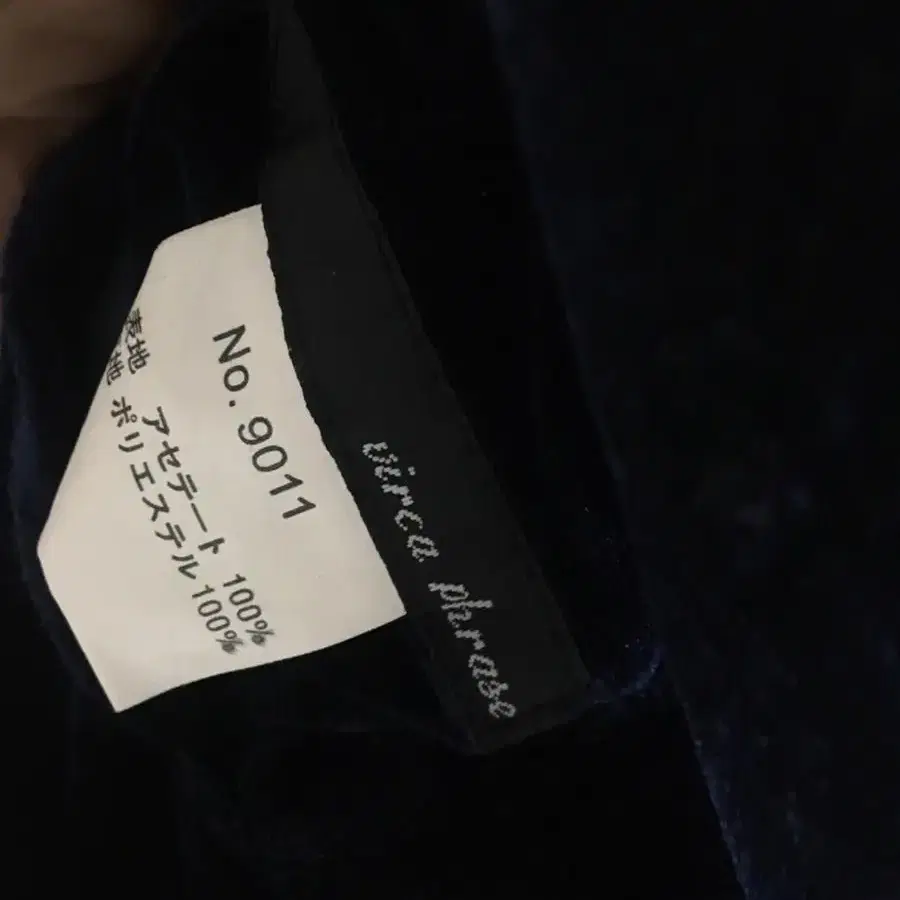 No. 9011
表地 アセテート 100%
地 ポリエステル 100%
virca phrase